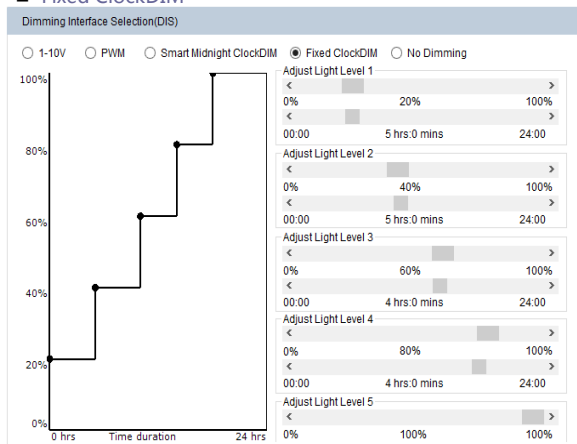 Fixed ClockDIM
Dimming Interface Selection(DIS)
1-10V PWM Smart Midnight ClockDIM Fixed ClockDIM No Dimming
100%
80%
60%
40%
20%
0%
0 hrs Time duration 24 hrs
Adjust Light Level 1
0% 20% 100%
00:00 5 hrs:0 mins 24:00
Adjust Light Level 2
0% 40% 100%
00:00 5 hrs:0 mins 24:00
Adjust Light Level 3
0% 60% 100%
00:00 4 hrs:0 mins 24:00
Adjust Light Level 4
0% 80% 100%
00:00 4 hrs:0 mins 24:00
Adjust Light Level 5
0% 100% 100%